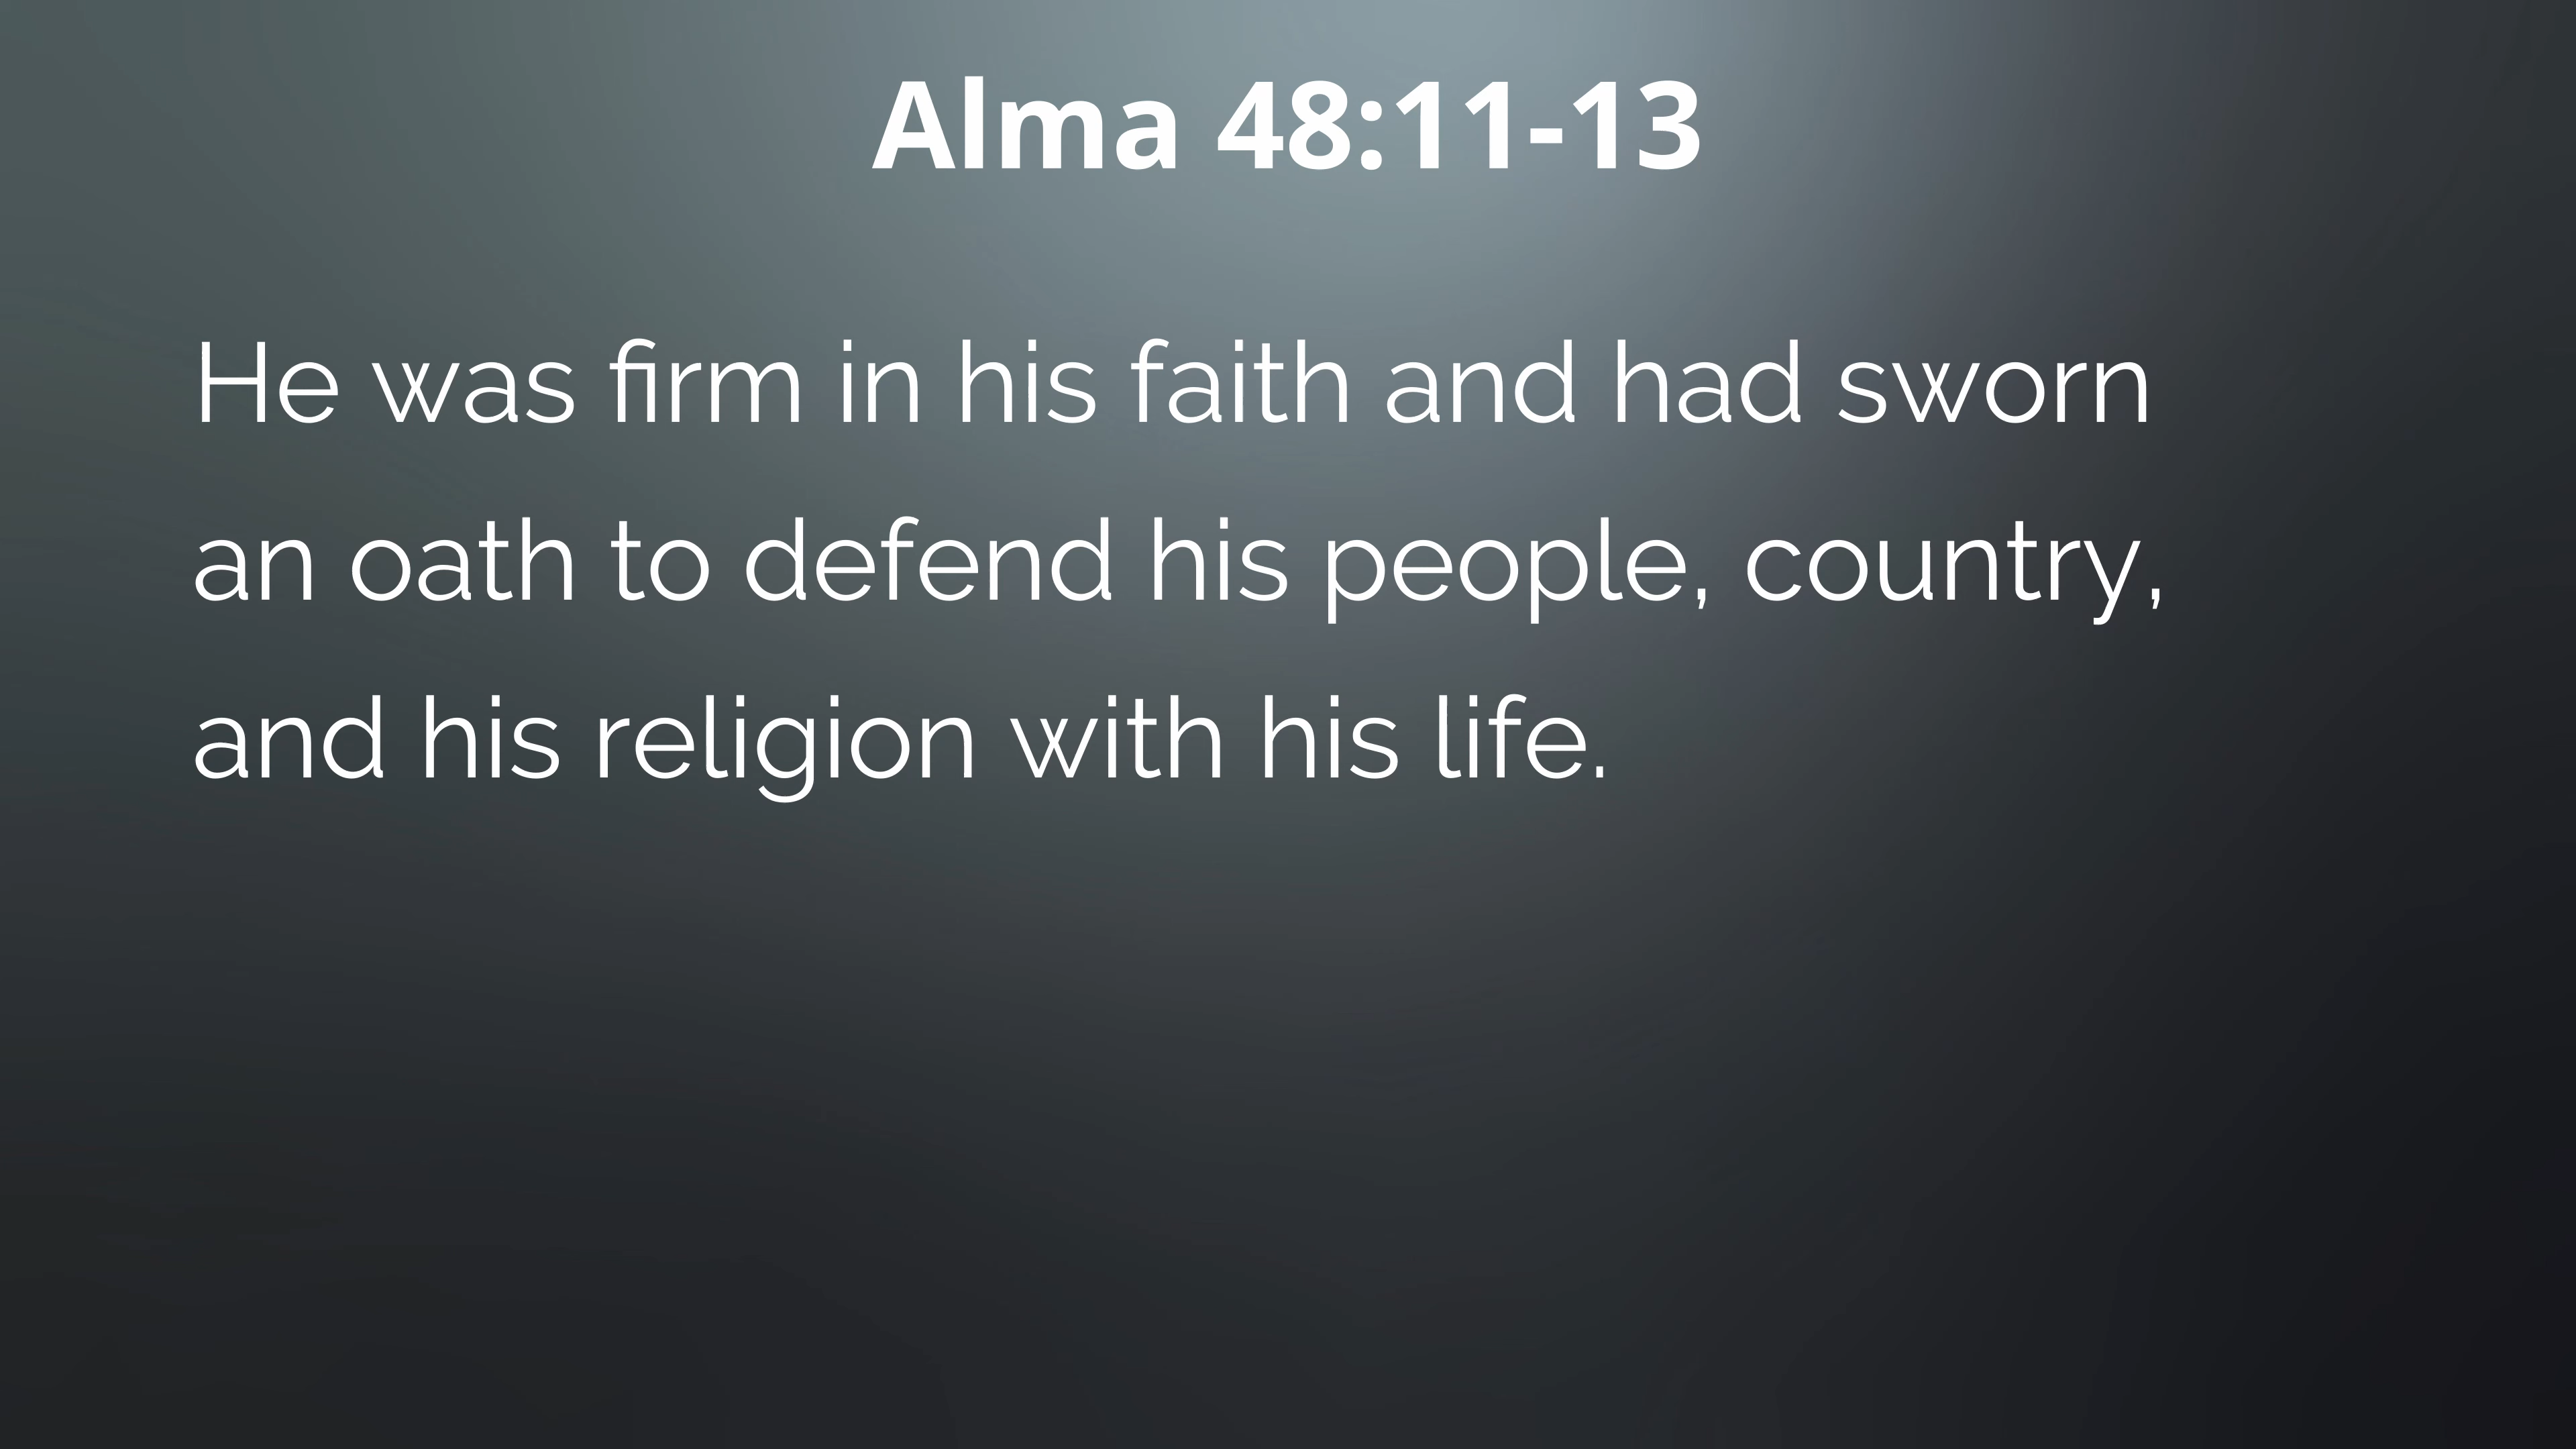 Alma 48:11-13
He was firm in his faith and had sworn
an oath to defend his people, country,
and his religion with his life.